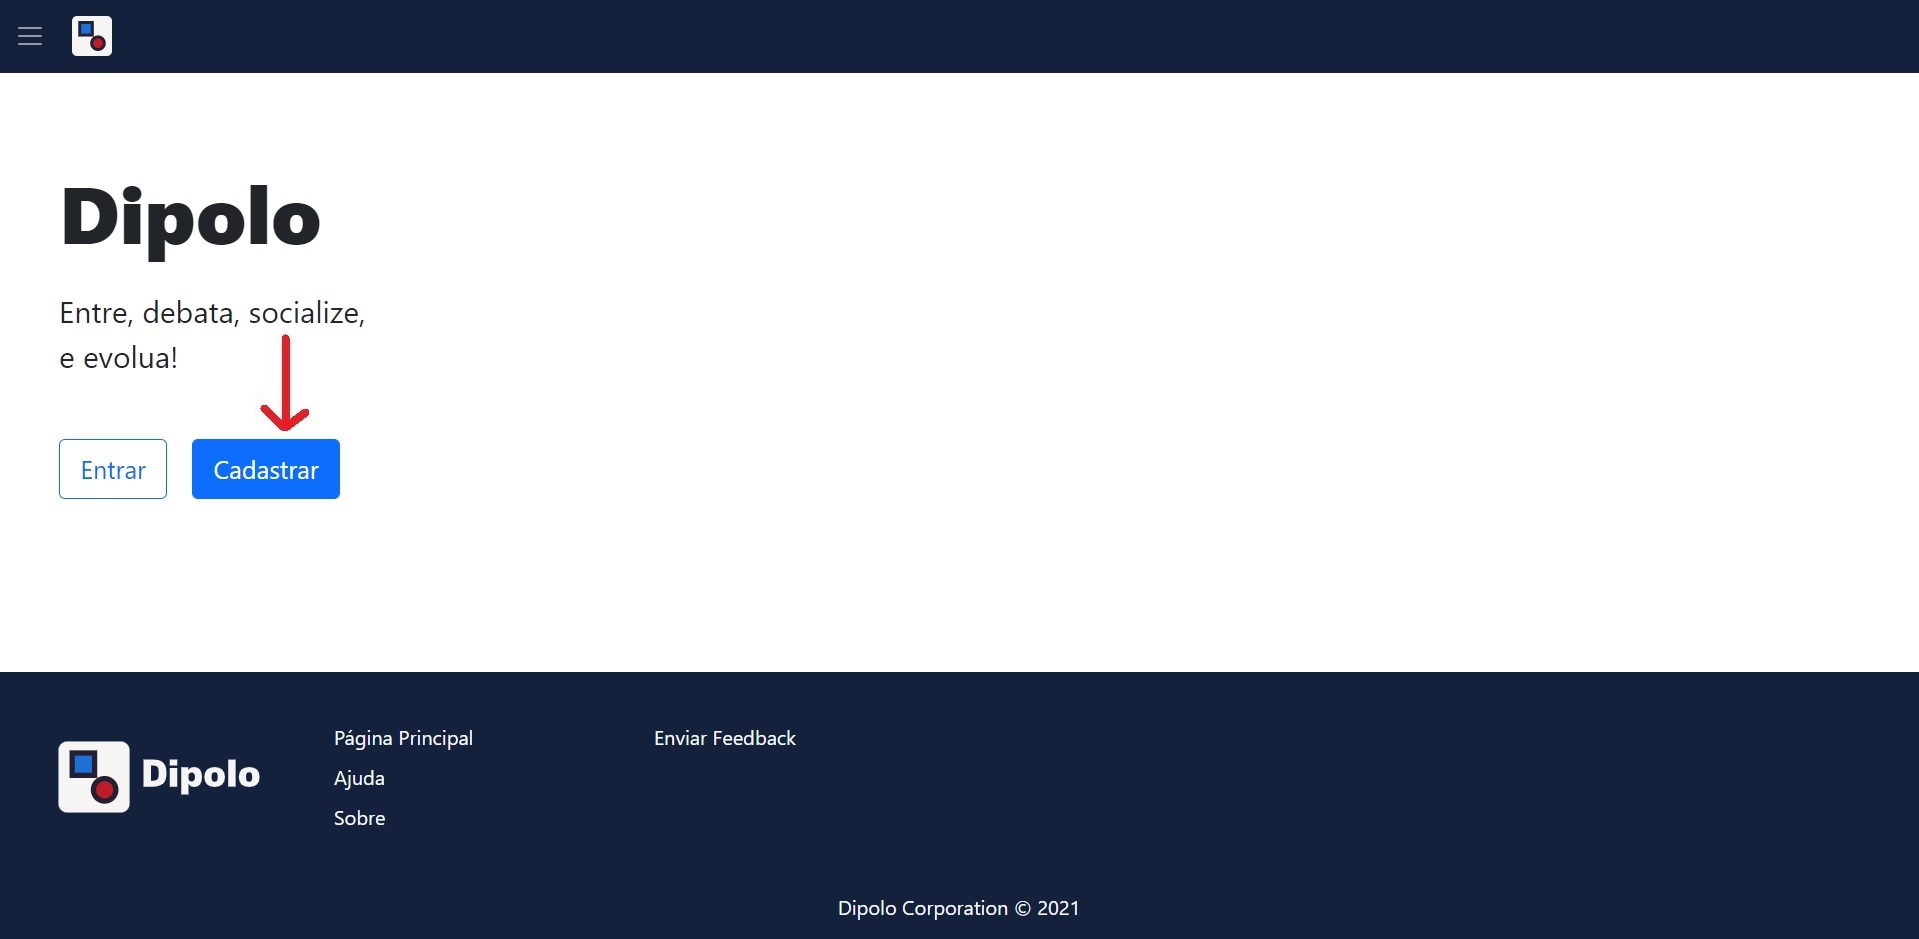 Dipolo
Entre, debata, socialize,
e evolua!
Entrar
Cadastrar
Dipolo
Página Principal
Ajuda
Sobre
Enviar Feedback
Dipolo Corporation © 2021